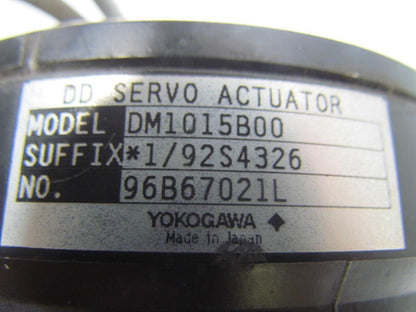 DD SERVO ACTUATOR
MODEL DM1015B00
SUFFIX *1/92S4326
NO. 96B67021L
YOKOGAWA
Made in Japan